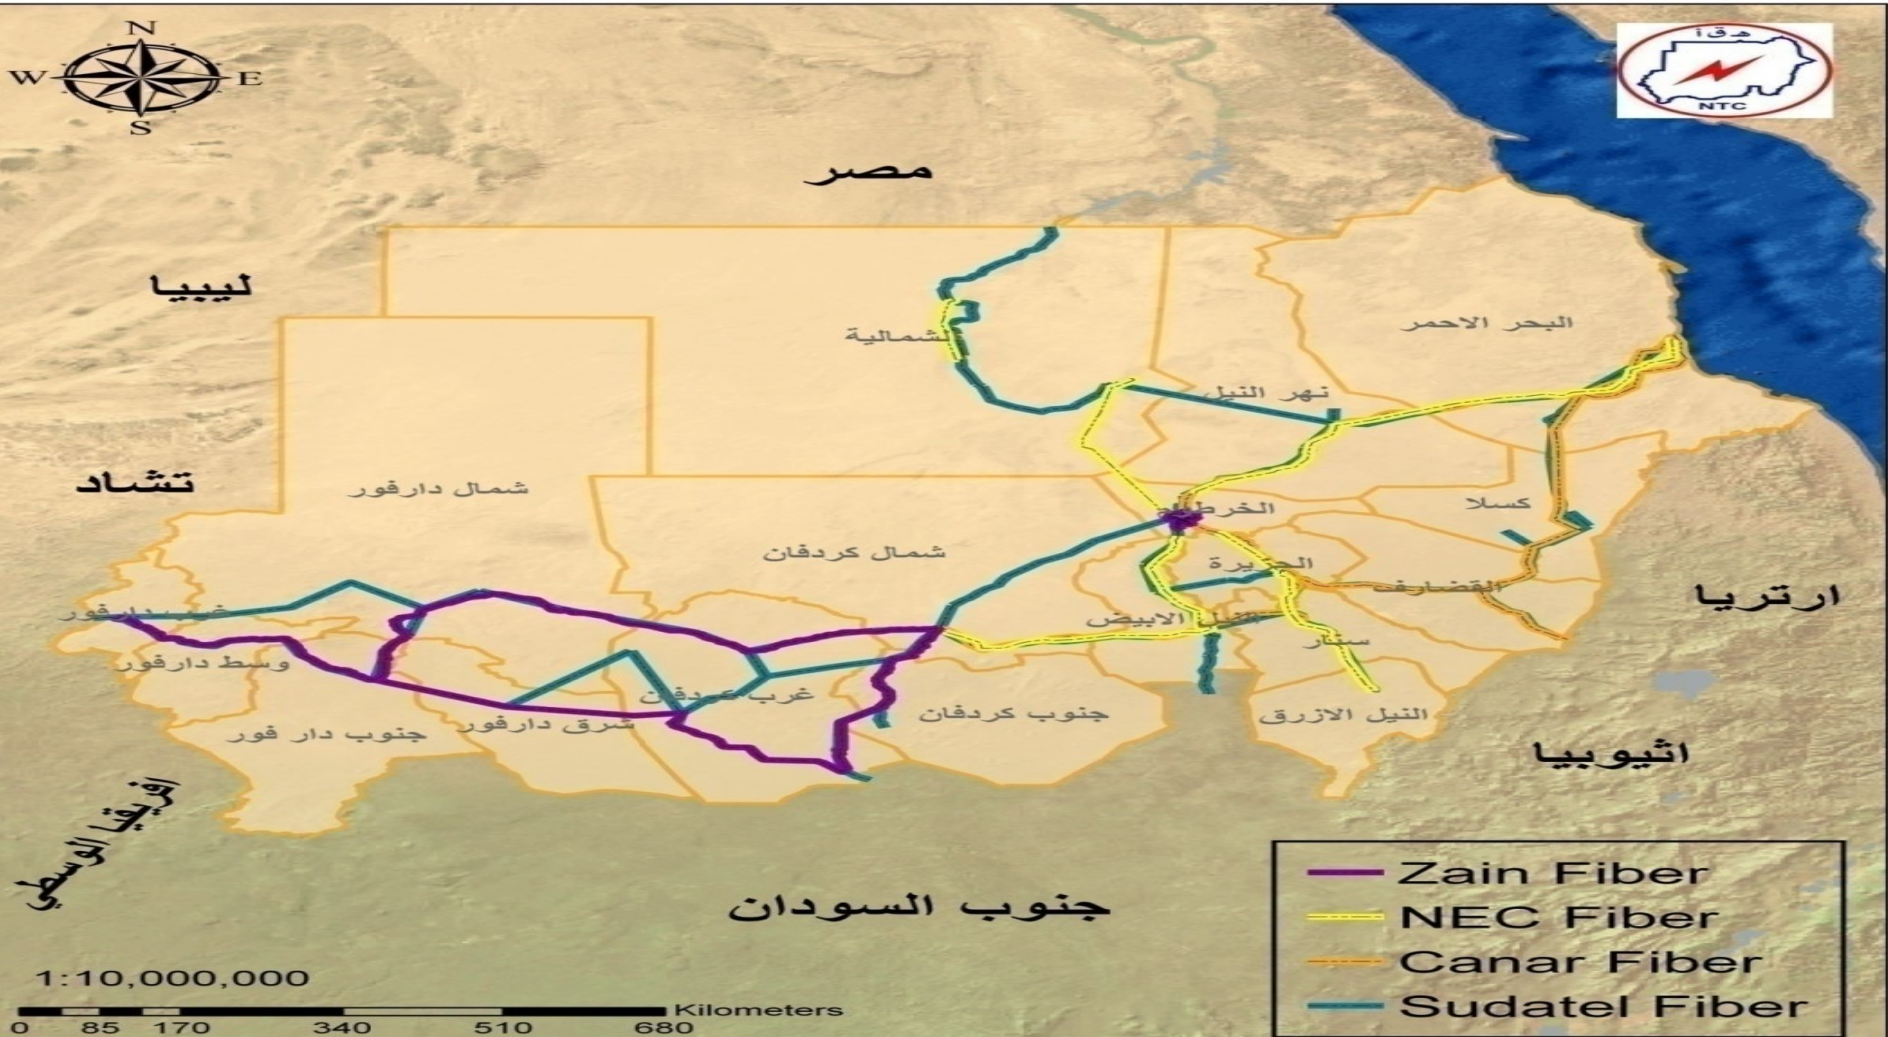 N
W
E
S
ه ق أ
NTC
مصر
ليبيا
البحر الاحمر
الشمالية
نهر النيل
تشاد
شمال دارفور
كسلا
الخرطوم
شمال كردفان
الجزيرة
القضارف
ارتريا
غرب دارفور
النيل الابيض
سنار
وسط دارفور
غرب كردفان
جنوب كردفان
النيل الازرق
شرق دارفور
جنوب دار فور
اثيوبيا
افريقيا الوسطي
جنوب السودان
Zain Fiber
NEC Fiber
Canar Fiber
Sudatel Fiber
1:10,000,000
Kilometers
0 85 170 340 510 680